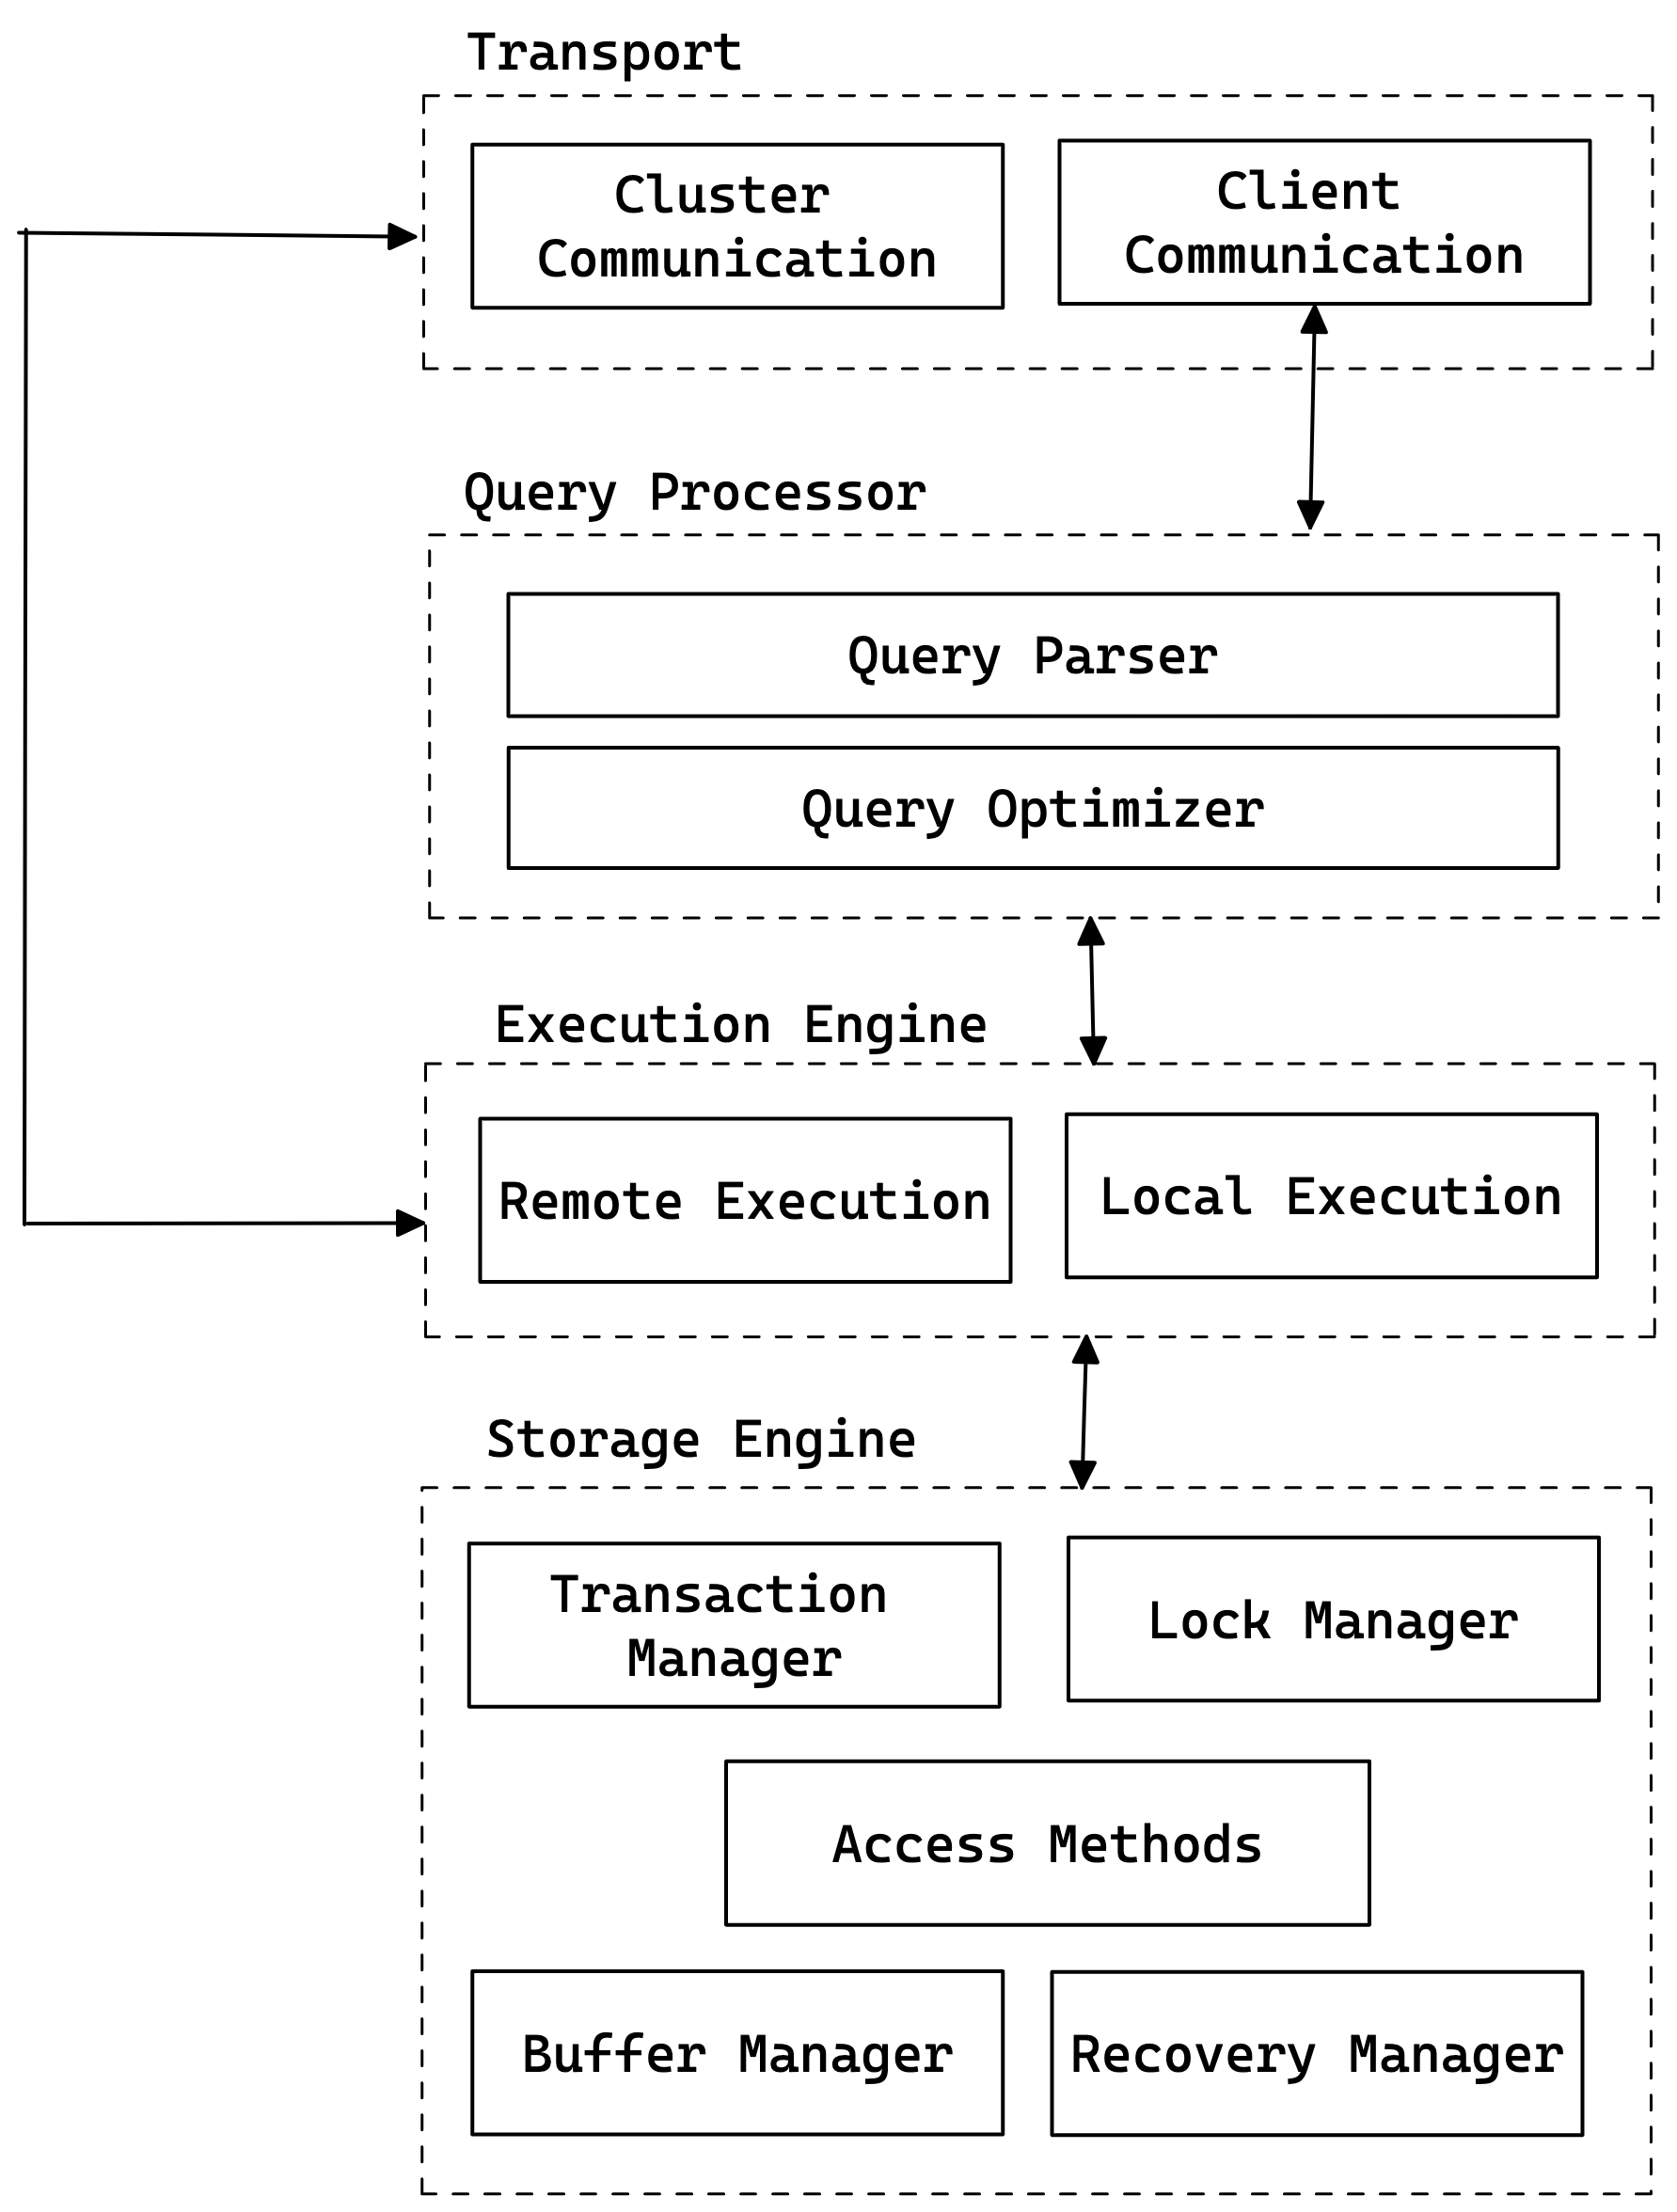 Transport
Cluster
Communication
Client
Communication
Query Processor
Query Parser
Query Optimizer
Execution Engine
Remote Execution
Local Execution
Storage Engine
Transaction
Manager
Lock Manager
Access Methods
Buffer Manager
Recovery Manager